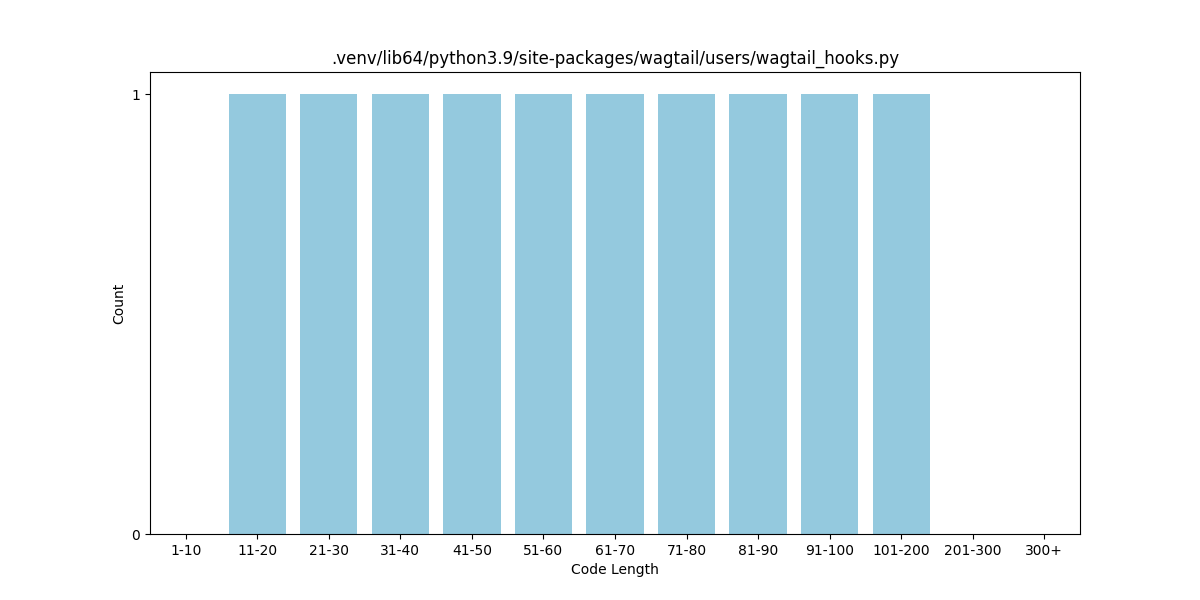 .venv/lib64/python3.9/site-packages/wagtail/users/wagtail_hooks.py
1
Count
0
1-10 11-20 21-30 31-40 41-50 51-60 61-70 71-80 81-90 91-100 101-200 201-300 300+
Code Length